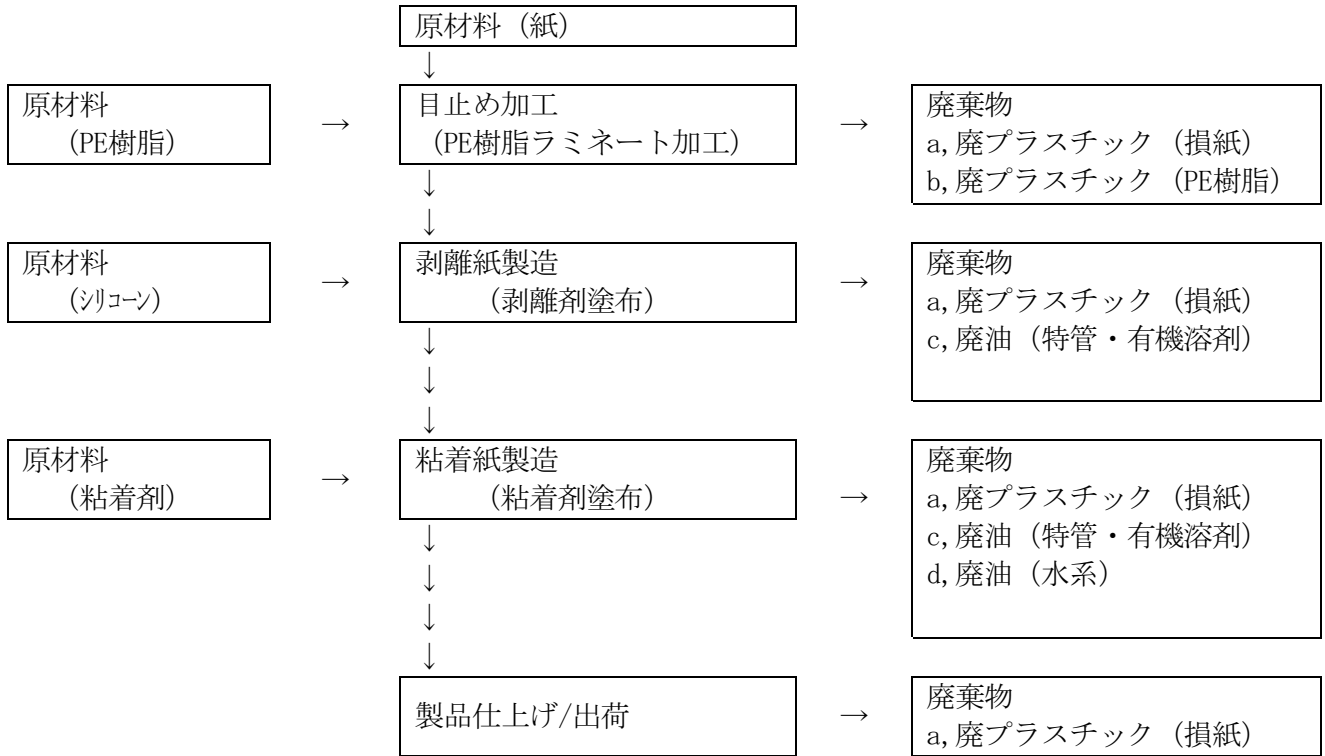 原材料（紙）
↓
原材料
（PE樹脂）
→
目止め加工
（PE樹脂ラミネート加工）
→
廃棄物
a,廃プラスチック（損紙）
b,廃プラスチック（PE樹脂）
↓
↓
原材料
（ｼﾘｺｰﾝ）
→
剥離紙製造
（剥離剤塗布）
→
廃棄物
a,廃プラスチック（損紙）
c,廃油（特管・有機溶剤）
↓
↓
↓
原材料
（粘着剤）
→
粘着紙製造
（粘着剤塗布）
→
廃棄物
a,廃プラスチック（損紙）
c,廃油（特管・有機溶剤）
d,廃油（水系）
↓
↓
↓
↓
製品仕上げ/出荷
→
廃棄物
a,廃プラスチック（損紙）